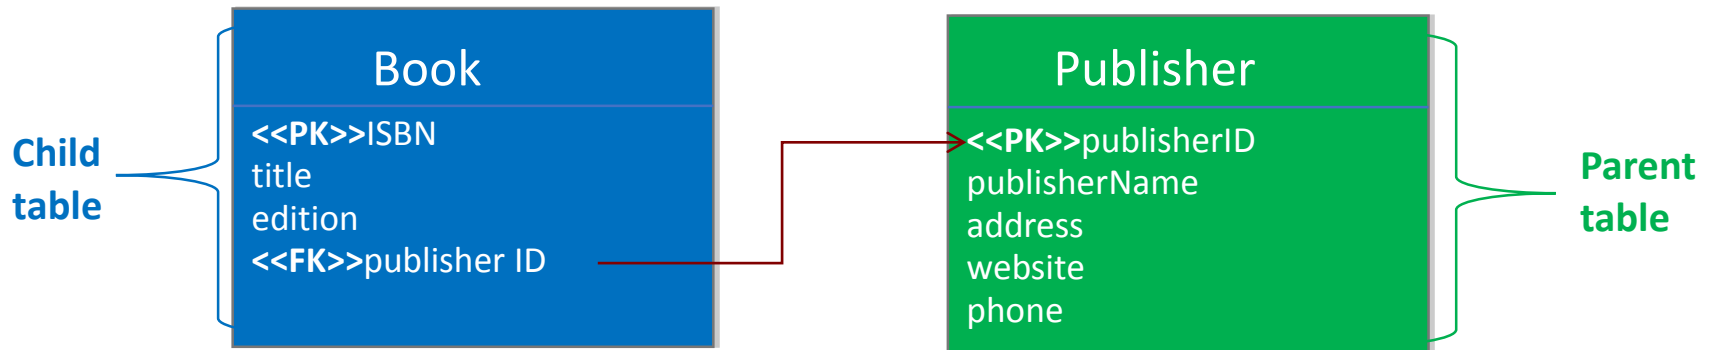 Child
table
Book
<<PK>>ISBN
title
edition
<<FK>>publisher ID
Publisher
<<PK>>publisherID
publisherName
address
website
phone
Parent
table